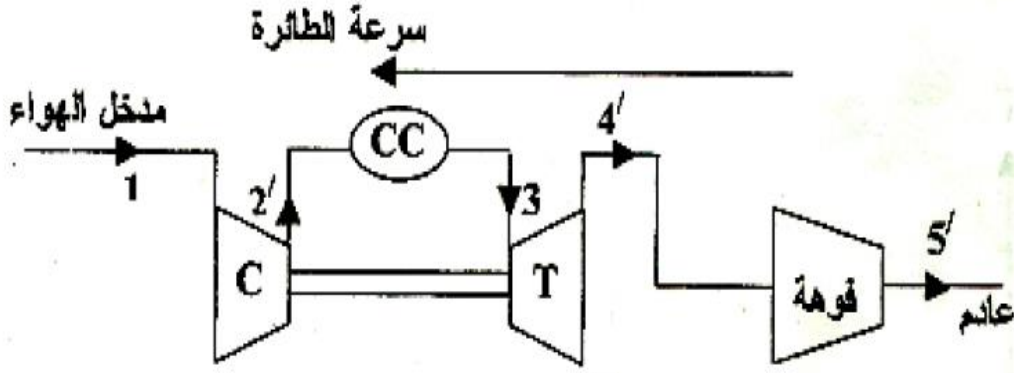 سرعة الطائرة
مدخل الهواء
1
2/
CC
3
4/
C
T
فوهة
5/
عادم